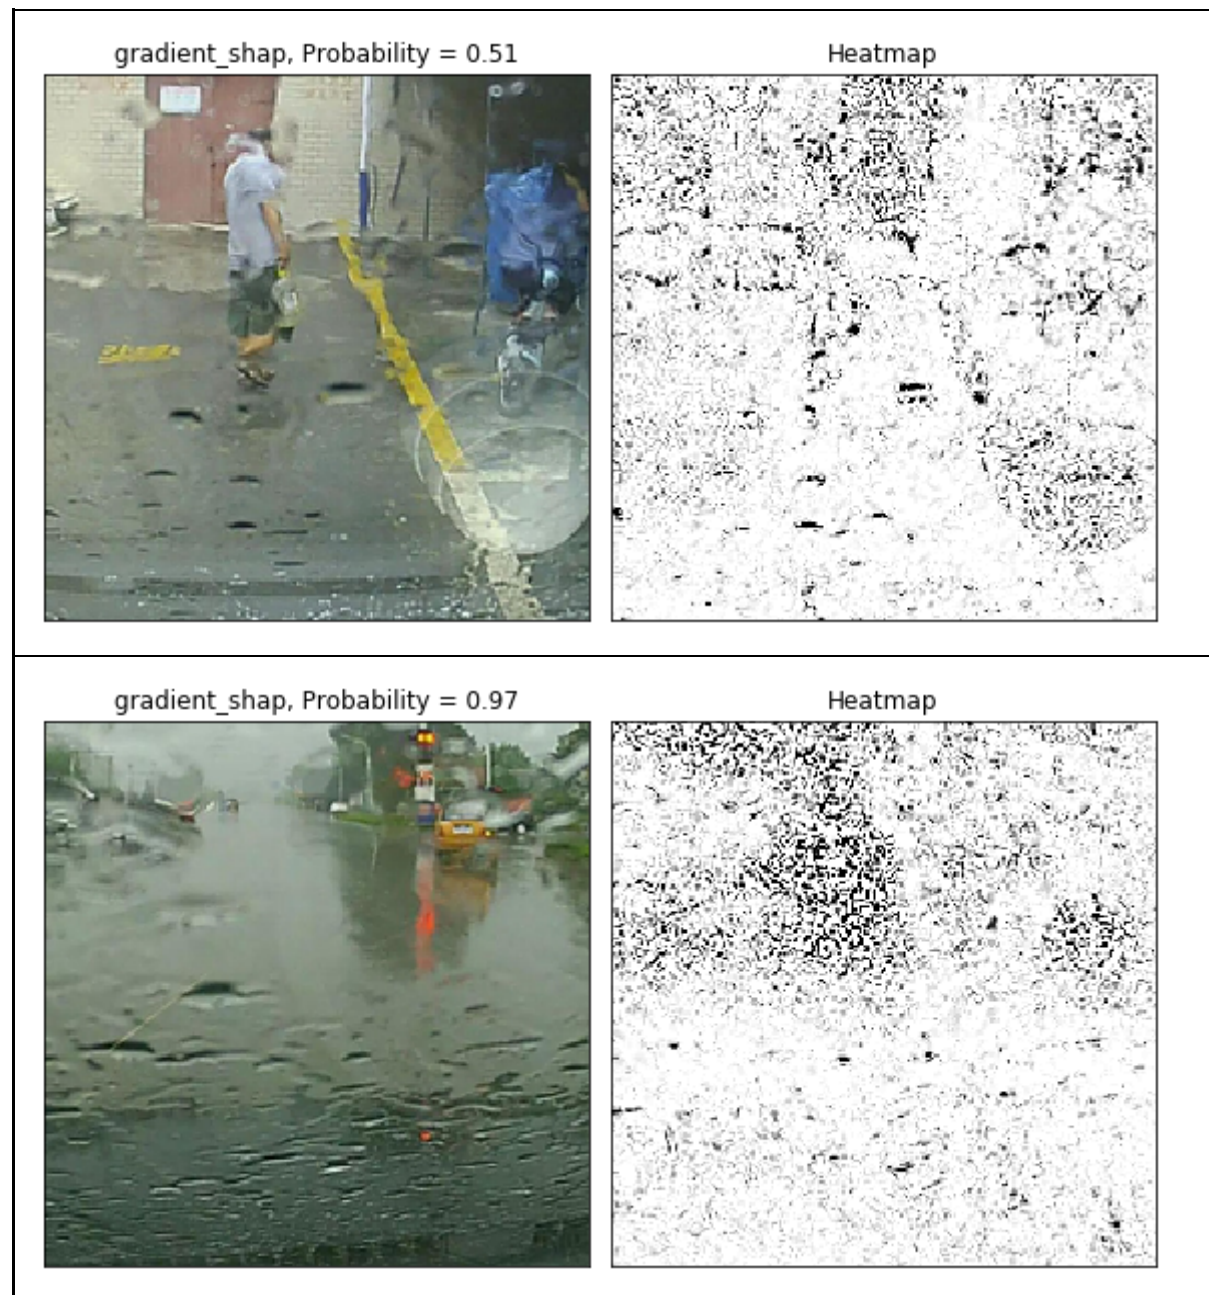 gradient_shap, Probability = 0.51
Heatmap
gradient_shap, Probability = 0.97
Heatmap